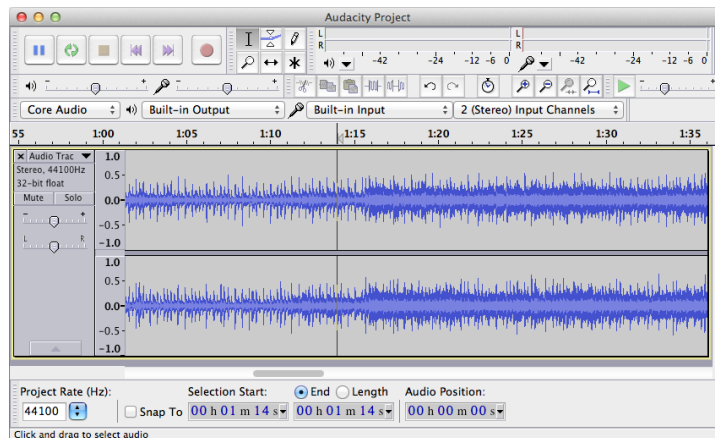 Audacity Project
L
R
-42 -24 -12 -6 0
L
R
-42 -24 -12 -6 0
- +
- +
-
Core Audio
Built-in Output
Built-in Input
2 (Stereo) Input Channels
55 1:00 1:05 1:10 1:15 1:20 1:25 1:30 1:35
Audio Trac
Stereo, 44100Hz
32-bit float
Mute Solo
- +
L R
1.0
0.5-
0.0-
-0.5-
-1.0
1.0
0.5-
0.0-
-0.5-
-1.0
Project Rate (Hz): Selection Start: End Length Audio Position:
44100 Snap To 00 h 01 m 14 s 00 h 01 m 14 s 00 h 00 m 00 s
Click and drag to select audio